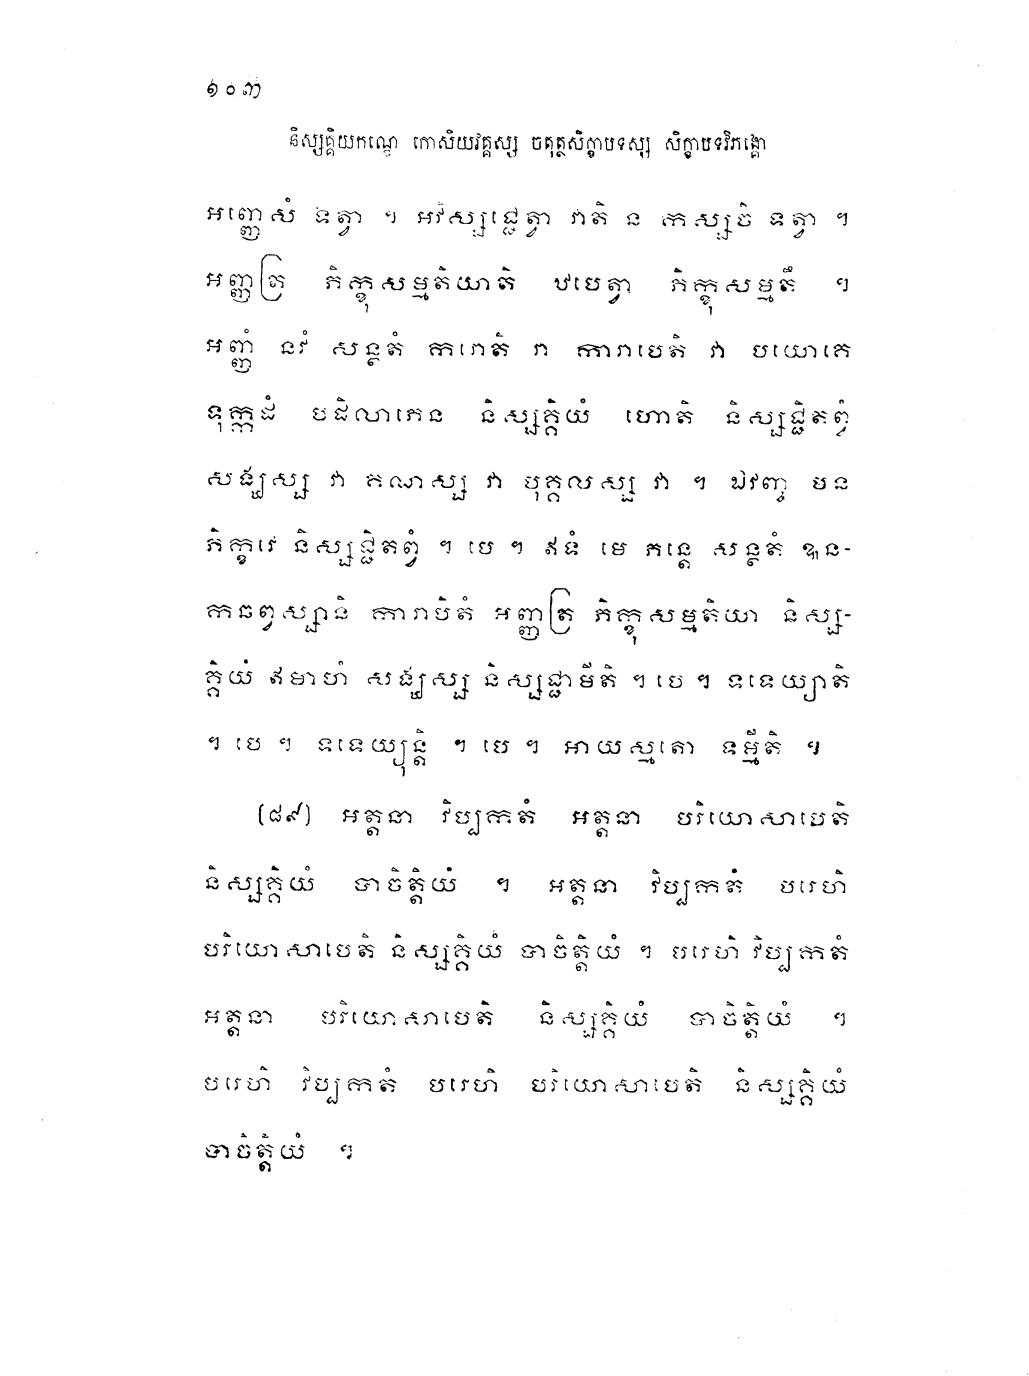 ១០៣
និស្សគ្គិយកណ្ឌេ កោសិយវគ្គស្ស ចតុត្ថសិក្ខាបទស្ស សិក្ខាបទវិភង្គោ
អញ្ញេសំ ទត្វា ។ អវិស្សជ្ជេត្វា វាតិ ន កស្សចិ ទត្វា ។
អញ្ញត្រ ភិក្ខុសម្មតិយាតិ ឋបេត្វា ភិក្ខុសម្មតឹ ។
អញ្ញំ នវំ សន្ថតំ ករោតិ វា ការាបេតិ វា បយោគេ
ទុក្កដំ បដិលាភេន និស្សគ្គិយំ ហោតិ និស្សជ្ជិតព្វំ
សង្ឃស្ស វា គណស្ស វា បុគ្គលស្ស វា ។ ឯវញ្ច បន
ភិក្ខវេ និស្សជ្ជិតព្វំ ។ បេ ។ ឥទំ មេ ភន្តេ សន្ថតំ ឩន-
កឆព្វស្សានិ ការាបិតំ អញ្ញត្រ ភិក្ខុសម្មតិយា និស្ស-
គ្គិយំ ឥមាហំ សង្ឃស្ស និស្សជ្ជាមីតិ ។ បេ ។ ទទេយ្យាតិ
។ បេ ។ ទទេយ្យុន្តិ ។ បេ ។ អាយស្មតោ ទម្មីតិ ៕
(៨៩) អត្តនា វិប្បកតំ អត្តនា បរិយោសាបេតិ
និស្សគ្គិយំ បាចិត្តិយំ ។ អត្តនា វិប្បកតំ បរេហិ
បរិយោសាបេតិ និស្សគ្គិយំ បាចិត្តិយំ ។ បរេហិ វិប្បកតំ
អត្តនា បរិយោសាបេតិ និស្សគ្គិយំ បាចិត្តិយំ ។
បរេហិ វិប្បកតំ បរេហិ បរិយោសាបេតិ និស្សគ្គិយំ
បាចិត្តិយំ ។